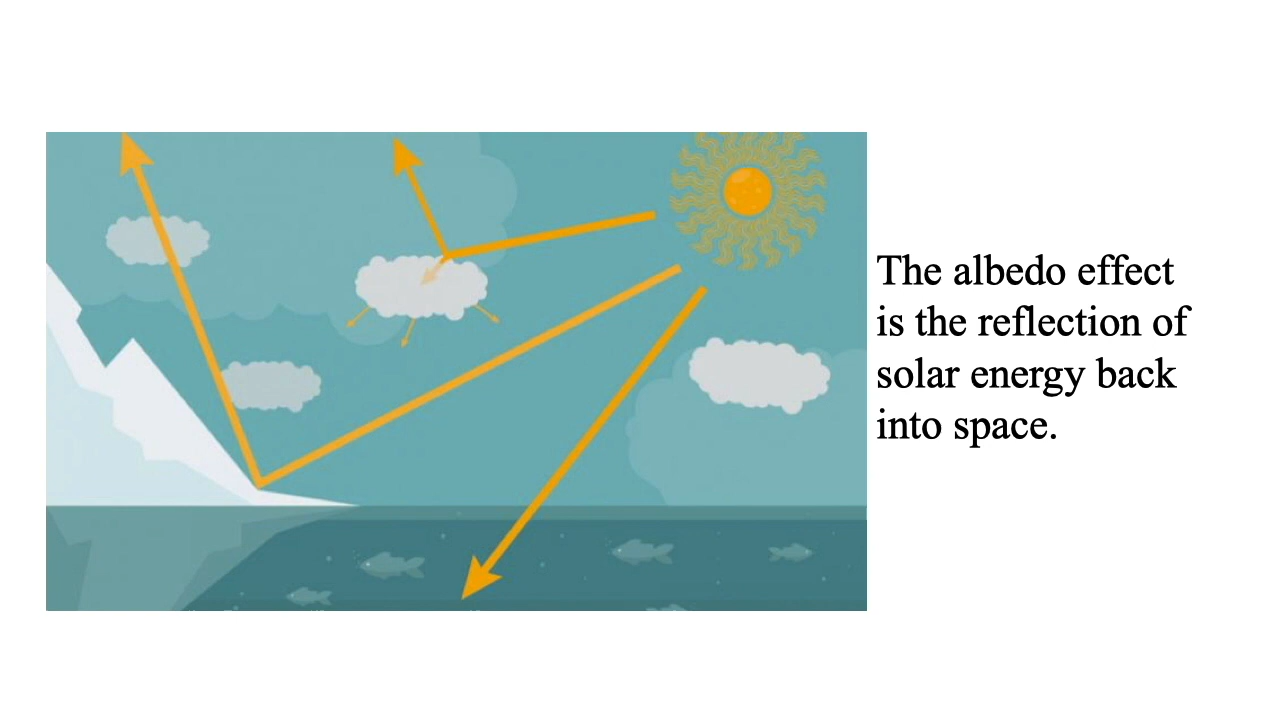 The albedo effect
is the reflection of
solar energy back
into space.